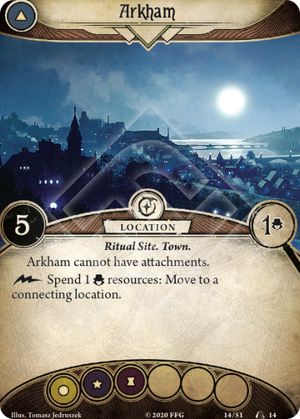 Arkham
5
LOCATION
1
Ritual Site. Town.
Arkham cannot have attachments.
Spend 1 resources: Move to a
connecting location.
Illus. Tomasz Jedruszek
© 2020 FFG
14/51
14